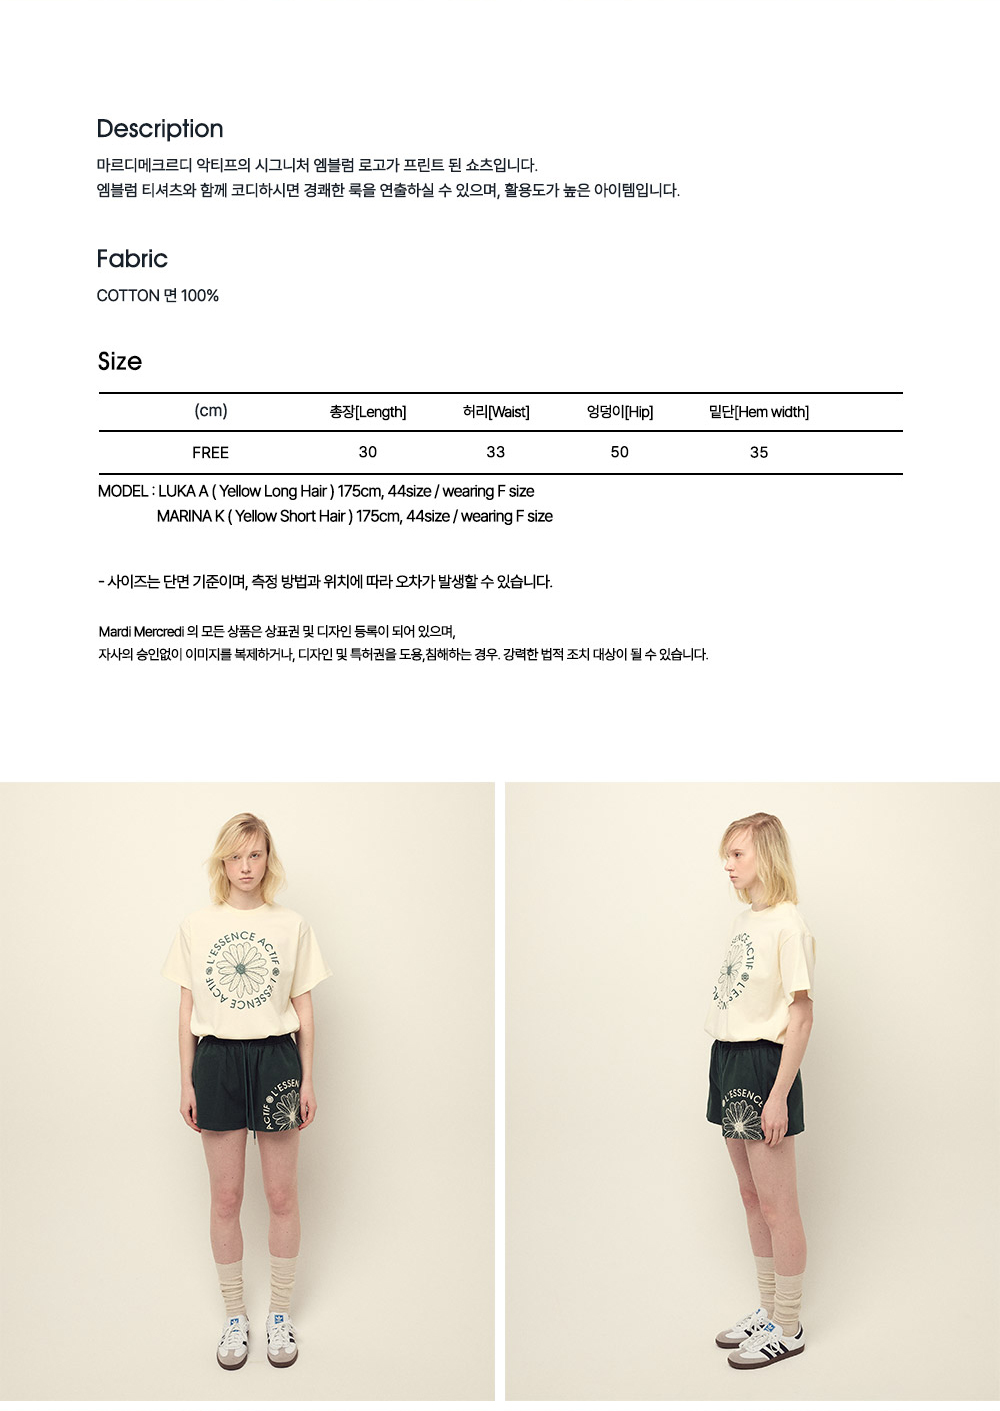 Description
마르디메크르디 악티프의 시그니처 엠블럼 로고가 프린트 된 쇼츠입니다.
엠블럼 티셔츠와 함께 코디하시면 경쾌한 룩을 연출하실 수 있으며, 활용도가 높은 아이템입니다.
Fabric
COTTON 면 100%
Size
(cm) 총장[Length] 허리[Waist] 엉덩이[Hip] 밑단[Hem width]
FREE 30 33 50 35
MODEL : LUKA A ( Yellow Long Hair ) 175cm, 44size / wearing F size
MARINA K ( Yellow Short Hair ) 175cm, 44size / wearing F size
- 사이즈는 단면 기준이며, 측정 방법과 위치에 따라 오차가 발생할 수 있습니다.
Mardi Mercredi 의 모든 상품은 상표권 및 디자인 등록이 되어 있으며,
자사의 승인없이 이미지를 복제하거나, 디자인 및 특허권을 도용,침해하는 경우. 강력한 법적 조치 대상이 될 수 있습니다.
L'ESSENCE ACTIF
L'ESSENCE ACTIF
ACTIF L'ESSEN
L'ESSENCE ACTIF
L'ES
ACTIF
L'ESSENCE